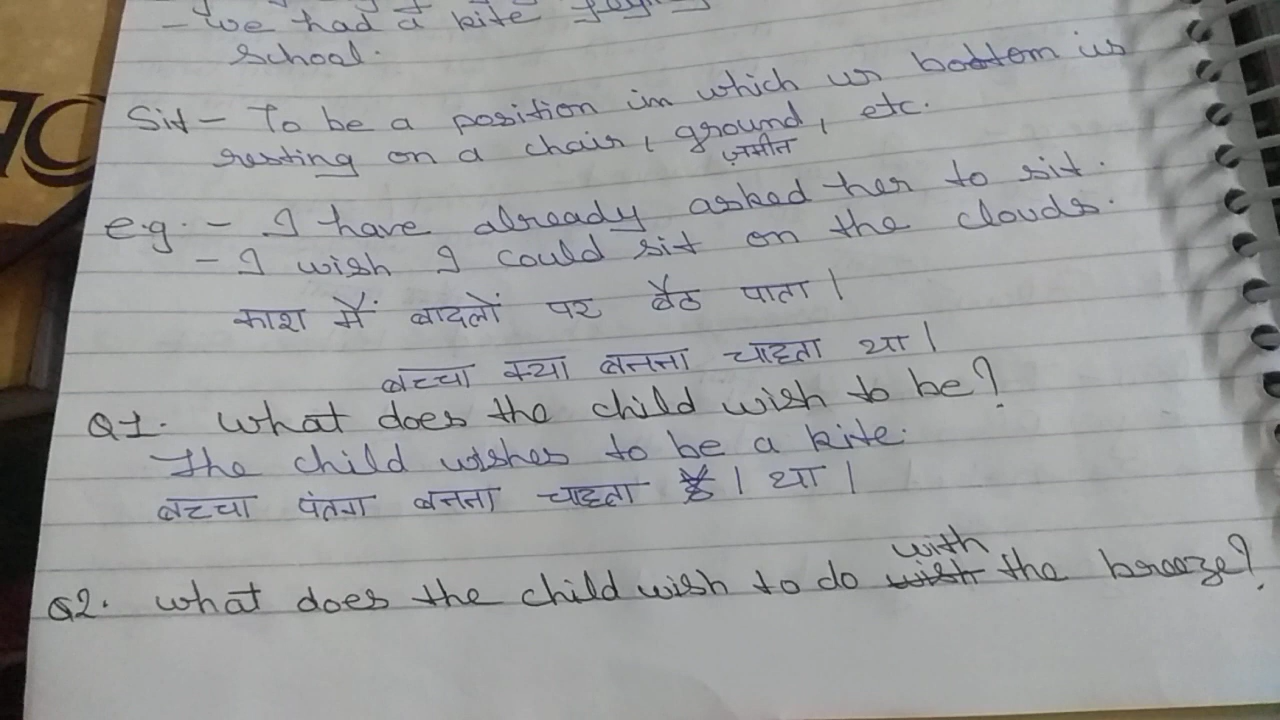 - we had a kite
school.
Sit - To be a position in which ur bottom is
resting on a chair, ground, etc.
ज़मीन
e.g. - I have already asked her to sit.
- I wish I could sit on the clouds.
काश मैं बादलों पर बैठ पाता।
बच्चा क्या बनना चाहता था।
Q1. What does the child wish to be?
The child wishes to be a kite.
बच्चा पंतग बनना चाहता है। था।
with
Q2. what does the child wish to do wish the breeze?